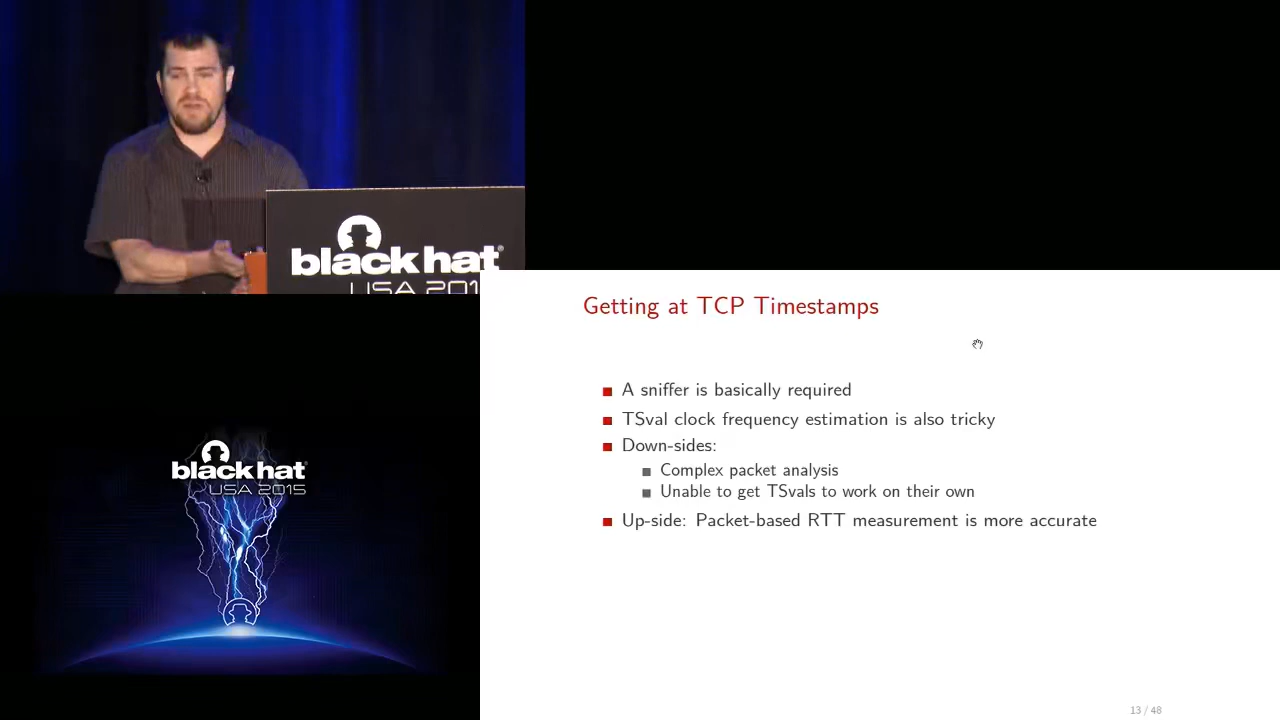 black hat®
USA 201
Getting at TCP Timestamps
A sniffer is basically required
TSval clock frequency estimation is also tricky
Down-sides:
Complex packet analysis
Unable to get TSvals to work on their own
Up-side: Packet-based RTT measurement is more accurate
black hat®
USA 2015
13 / 48